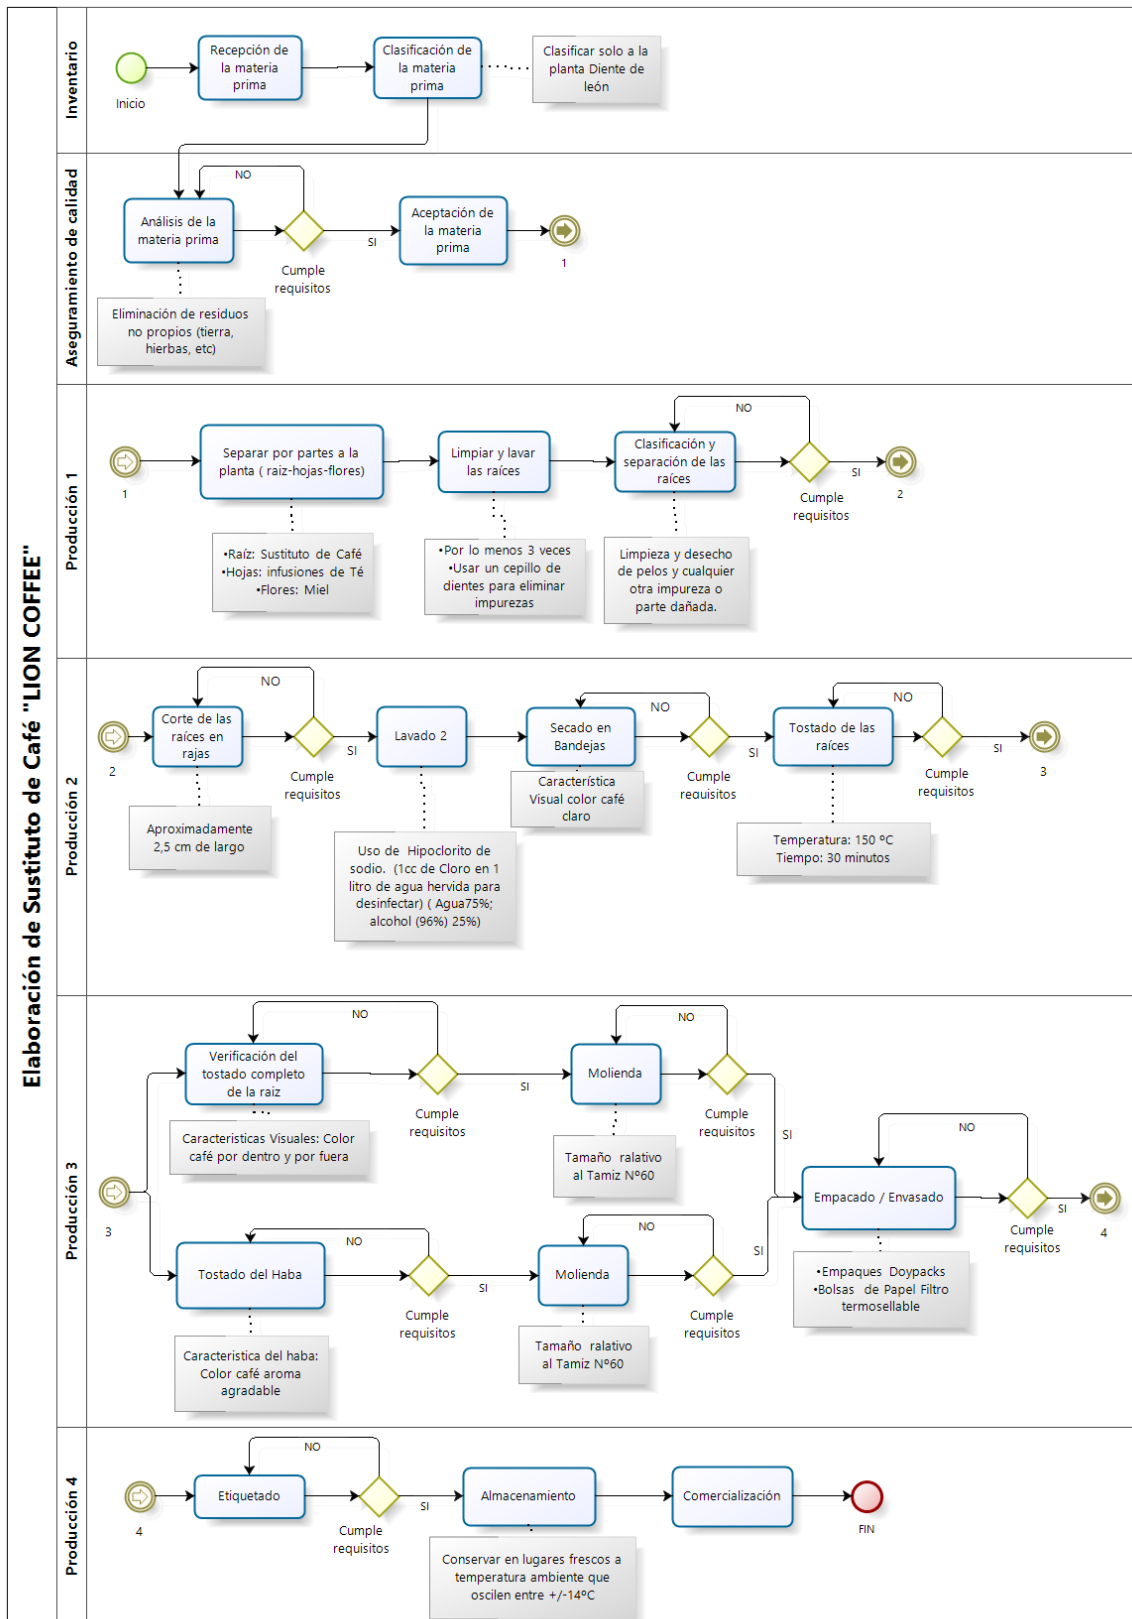 Elaboración de Sustituto de Café "LION COFFEE"
Inventario
Inicio
Recepción de
la materia
prima
Clasificación de
la materia
prima
Clasificar solo a la
planta Diente de
león
Aseguramiento de calidad
NO
Análisis de la
materia prima
Cumple
requisitos
SI
Aceptación de
la materia
prima
1
Eliminación de residuos
no propios (tierra,
hierbas, etc)
Producción 1
1
Separar por partes a la
planta ( raiz-hojas-flores)
Limpiar y lavar
las raíces
Clasificación y
separación de las
raíces
NO
Cumple
requisitos
SI
2
•Raíz: Sustituto de Café
•Hojas: infusiones de Té
•Flores: Miel
•Por lo menos 3 veces
•Usar un cepillo de
dientes para eliminar
impurezas
Limpieza y desecho
de pelos y cualquier
otra impureza o
parte dañada.
Producción 2
2
NO
Corte de las
raíces en
rajas
Cumple
requisitos
SI
Lavado 2
Secado en
Bandejas
NO
Cumple
requisitos
SI
Tostado de las
raíces
NO
Cumple
requisitos
SI
3
Aproximadamente
2,5 cm de largo
Uso de Hipoclorito de
sodio. (1cc de Cloro en 1
litro de agua hervida para
desinfectar) ( Agua75%;
alcohol (96%) 25%)
Característica
Visual color café
claro
Temperatura: 150 ºC
Tiempo: 30 minutos
Producción 3
3
NO
Verificación del
tostado completo
de la raiz
Cumple
requisitos
SI
Molienda
NO
Cumple
requisitos
SI
Caracteristicas Visuales: Color
café por dentro y por fuera
Tamaño ralativo
al Tamiz Nº60
Tostado del Haba
NO
Cumple
requisitos
SI
Molienda
NO
Cumple
requisitos
SI
Caracteristica del haba:
Color café aroma
agradable
Tamaño ralativo
al Tamiz Nº60
Empacado / Envasado
NO
Cumple
requisitos
SI
4
•Empaques Doypacks
•Bolsas de Papel Filtro
termosellable
Producción 4
4
Etiquetado
NO
Cumple
requisitos
SI
Almacenamiento
Comercialización
FIN
Conservar en lugares frescos a
temperatura ambiente que
oscilen entre +/-14ºC